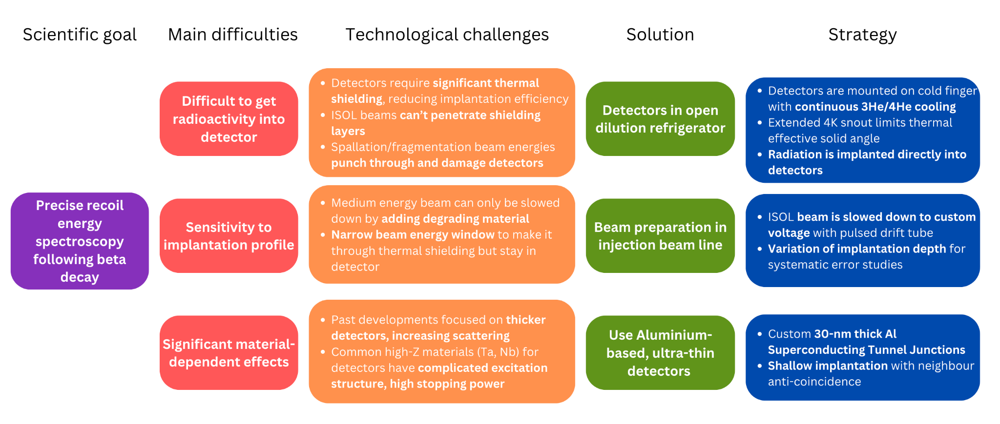 Scientific goal
Main difficulties
Technological challenges
Solution
Strategy
Precise recoil
energy
spectroscopy
following beta
decay
Difficult to get
radioactivity into
detector
• Detectors require significant thermal
shielding, reducing implantation efficiency
• ISOL beams can’t penetrate shielding
layers
• Spallation/fragmentation beam energies
punch through and damage detectors
Detectors in open
dilution refrigerator
• Detectors are mounted on cold finger
with continuous 3He/4He cooling
• Extended 4K snout limits thermal
effective solid angle
• Radiation is implanted directly into
detectors
Sensitivity to
implantation profile
• Medium energy beam can only be slowed
down by adding degrading material
• Narrow beam energy window to make it
through thermal shielding but stay in
detector
Beam preparation in
injection beam line
• ISOL beam is slowed down to custom
voltage with pulsed drift tube
• Variation of implantation depth for
systematic error studies
Significant material-
dependent effects
• Past developments focused on thicker
detectors, increasing scattering
• Common high-Z materials (Ta, Nb) for
detectors have complicated excitation
structure, high stopping power
Use Aluminium-
based, ultra-thin
detectors
• Custom 30-nm thick Al
Superconducting Tunnel Junctions
• Shallow implantation with neighbour
anti-coincidence